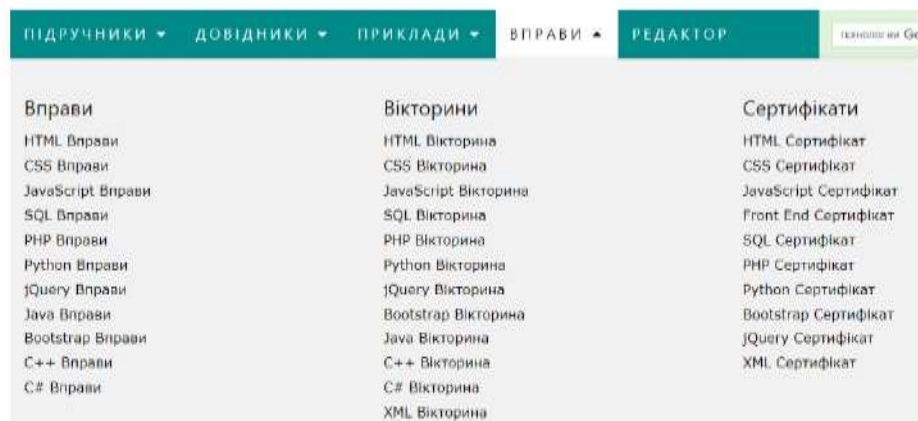 ПІДРУЧНИКИ ДОВІДНИКИ ПРИКЛАДИ ВПРАВИ РЕДАКТОР
Вправи
HTML Вправи
CSS Вправи
JavaScript Вправи
SQL Вправи
PHP Вправи
Python Вправи
jQuery Вправи
Java Вправи
Bootstrap Вправи
C++ Вправи
C# Вправи
Вікторини
HTML Вікторина
CSS Вікторина
JavaScript Вікторина
SQL Вікторина
PHP Вікторина
Python Вікторина
jQuery Вікторина
Bootstrap Вікторина
Java Вікторина
C++ Вікторина
C# Вікторина
XML Вікторина
Сертифікати
HTML Сертифікат
CSS Сертифікат
JavaScript Сертифікат
Front End Сертифікат
SQL Сертифікат
PHP Сертифікат
Python Сертифікат
Bootstrap Сертифікат
jQuery Сертифікат
XML Сертифікат